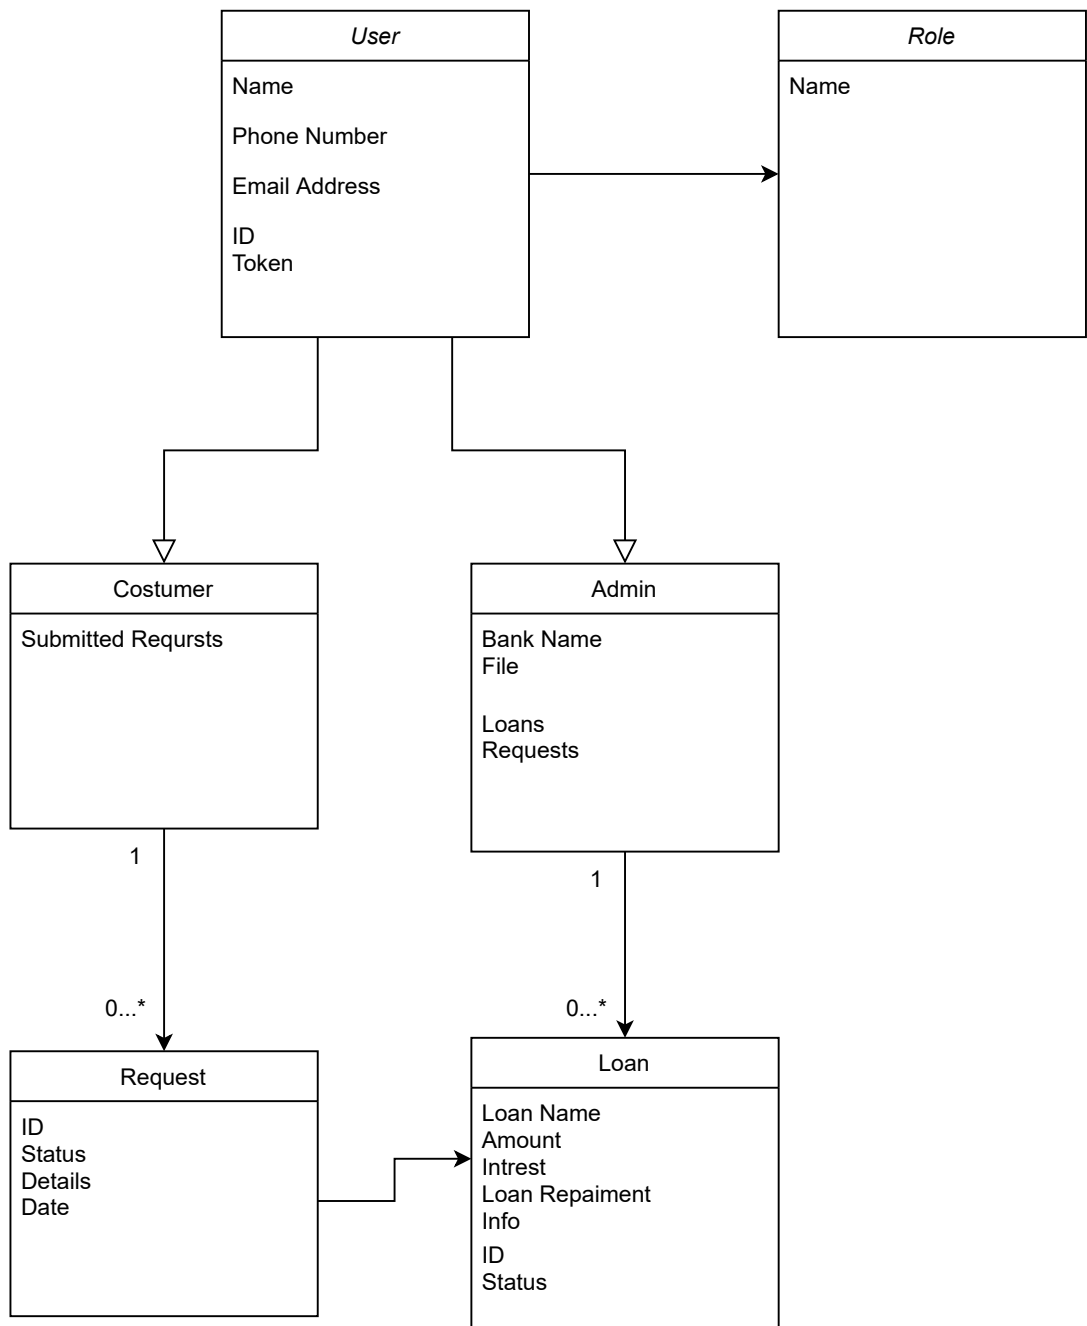 User
Name
Phone Number
Email Address
ID
Token
Role
Name
Costumer
Submitted Reqursts
Admin
Bank Name
File
Loans
Requests
1
0...*
1
0...*
Request
ID
Status
Details
Date
Loan
Loan Name
Amount
Intrest
Loan Repaiment
Info
ID
Status